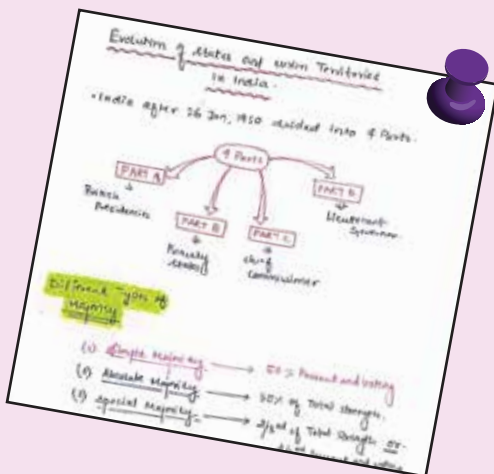 Evolution of states and union Territories
in India.
• India after 26 Jan, 1950 divided into 4 Parts.
4 Parts
PART A
PART B
PART C
British
Presidencies
Princely
states
chief
Commissioner
Lieutenant
Governor
Different Types of
Majority
(1) Simple Majority → 50% Present and voting
(2) Absolute Majority → 50% of Total strength.
(3) Special Majority → 2/3rd of Total Strength or